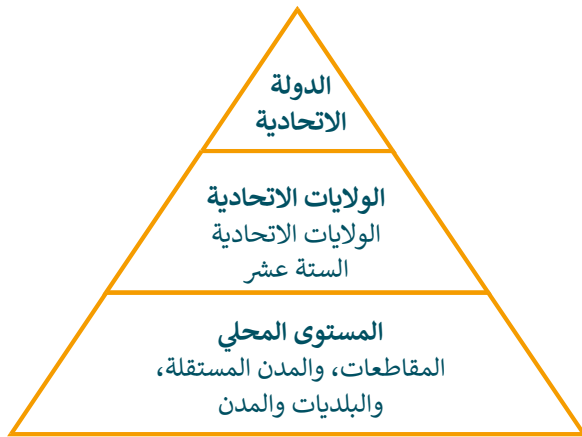 الدولة
الاتحادية
الولايات الاتحادية
الولايات الاتحادية
الستة عشر
المستوى المحلي
المقاطعات، والمدن المستقلة،
والبلديات والمدن